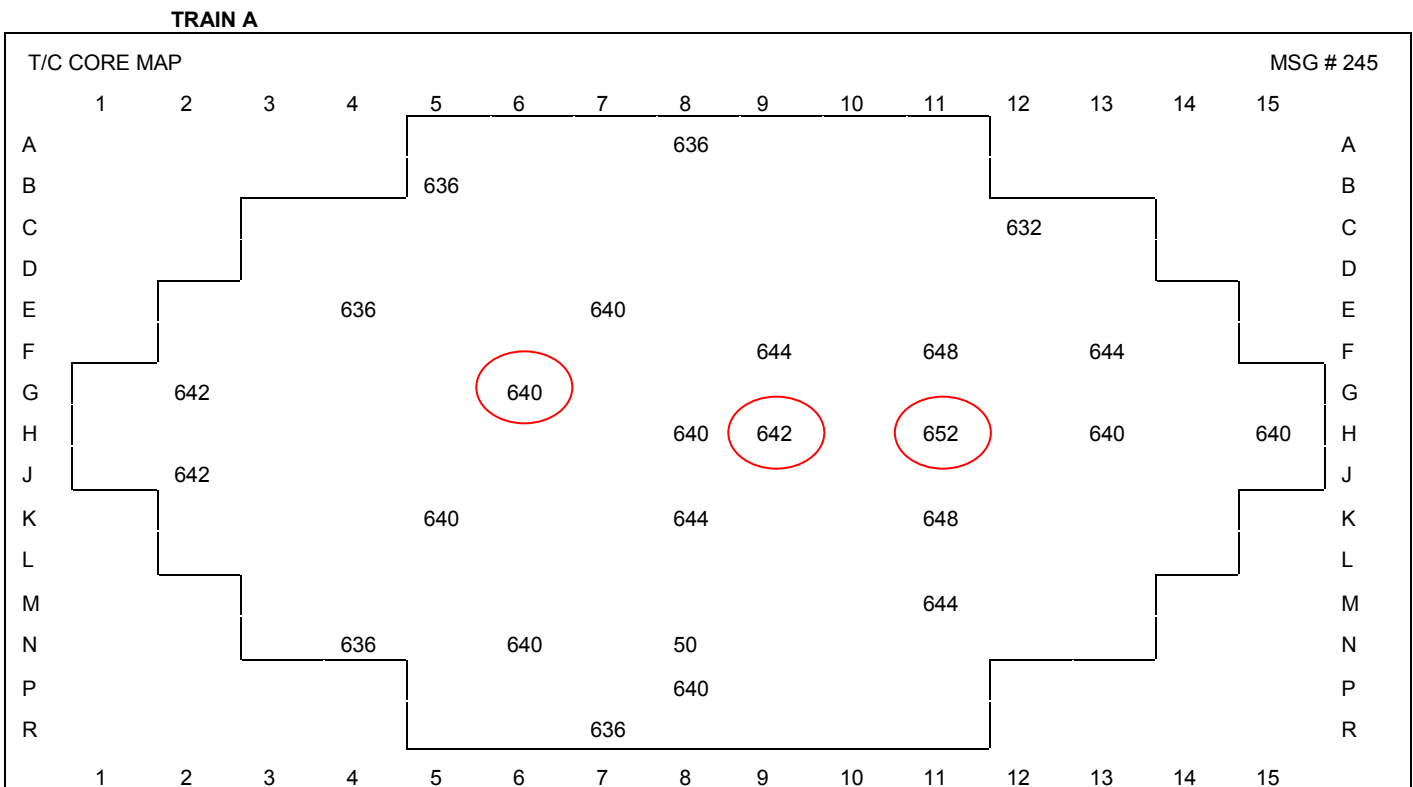 TRAIN A
T/C CORE MAP MSG # 245
1 2 3 4 5 6 7 8 9 10 11 12 13 14 15
A 636 A
B 636 B
C 632 C
D D
E 636 640 E
F 644 648 644 F
G 642 640 G
H 640 642 652 640 640 H
J 642 J
K 640 644 648 K
L L
M 644 M
N 636 640 50 N
P 640 P
R 636 R
1 2 3 4 5 6 7 8 9 10 11 12 13 14 15